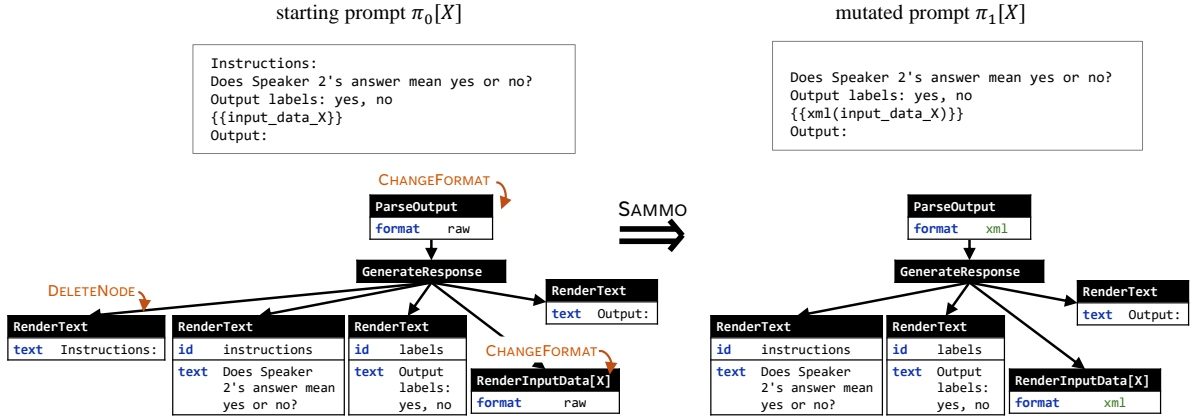 starting prompt π₀[X]
mutated prompt π₁[X]
Instructions:
Does Speaker 2's answer mean yes or no?
Output labels: yes, no
{{input_data_X}}
Output:
Does Speaker 2's answer mean yes or no?
Output labels: yes, no
{{xml(input_data_X)}}
Output:
CHANGEFORMAT
ParseOutput
format raw
GenerateResponse
DELETENODE
RenderText
text Instructions:
RenderText
id instructions
text Does Speaker
2's answer mean
yes or no?
RenderText
id labels
text Output
labels:
yes, no
CHANGEFORMAT
RenderInputData[X]
format raw
RenderText
text Output:
SAMMO
ParseOutput
format xml
GenerateResponse
RenderText
id instructions
text Does Speaker
2's answer mean
yes or no?
RenderText
id labels
text Output
labels:
yes, no
RenderInputData[X]
format xml
RenderText
text Output: